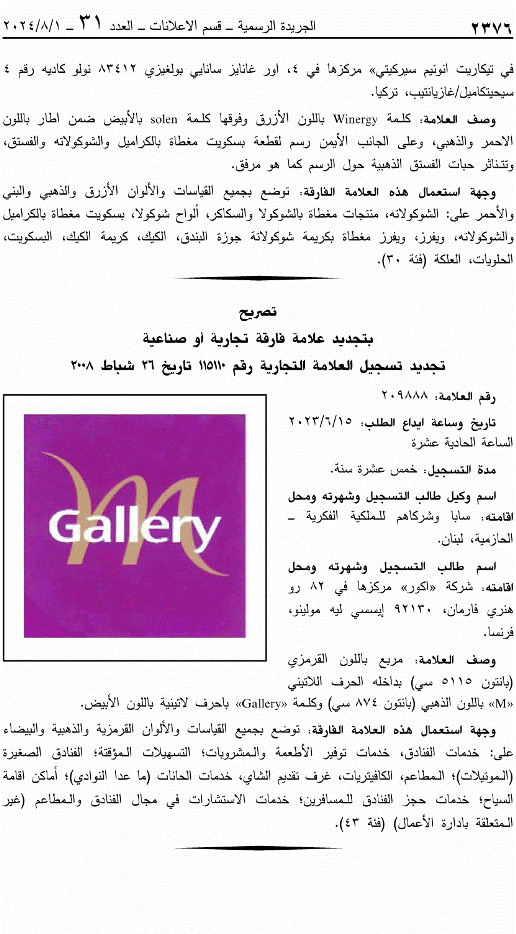 ٢٣٧٦
الجريدة الرسمية ــ قسم الاعلانات ــ العدد ٣١ ــ ٢٠٢٤/٨/١
في تيكاريت انونيم سيركيتي» مركزها في ٤، اور غانايز سانايي بولغيزي ٨٣٤١٢ نولو كاديه رقم ٤
سيحيتكاميل/غازيانتيب، تركيا.
وصف العلامة: كلمة Winergy باللون الأزرق وفوقها كلمة solen بالأبيض ضمن اطار باللون
الاحمر والذهبي، وعلى الجانب الأيمن رسم لقطعة بسكويت مغطاة بالكراميل والشوكولاته والفستق،
وتتناثر حبات الفستق الذهبية حول الرسم كما هو مرفق.
وجهة استعمال هذه العلامة الفارقة: توضع بجميع القياسات والألوان الأزرق والذهبي والبني
والأحمر على: الشوكولاته، منتجات مغطاة بالشوكولا والسكاكر، ألواح شوكولا، بسكويت مغطاة بالكراميل
والشوكولاته، ويفرز، ويفرز مغطاة بكريمة شوكولاتة جوزة البندق، الكيك، كريمة الكيك، البسكويت،
الحلويات، العلكة (فئة ٣٠).
تصريح
بتجديد علامة فارقة تجارية أو صناعية
تجديد تسجيل العلامة التجارية رقم ١١٥١١٠ تاريخ ٢٦ شباط ٢٠٠٨
رقم العلامة: ٢٠٩٨٨٨
تاريخ وساعة ايداع الطلب: ٢٠٢٣/٦/١٥
الساعة الحادية عشرة
مدة التسجيل: خمس عشرة سنة.
اسم وكيل طالب التسجيل وشهرته ومحل
اقامته: سابا وشركاهم للملكية الفكرية ــ
الحازمية، لبنان.
اسم طالب التسجيل وشهرته ومحل
اقامته: شركة «اكور» مركزها في ٨٢ رو
هنري فارمان، ٩٢١٣٠ إيسسي ليه مولينو،
فرنسا.
m
Gallery
وصف العلامة: مربع باللون القرمزي
(بانتون ٥١١٥ سي) بداخله الحرف اللاتيني
«M» باللون الذهبي (بانتون ٨٧٤ سي) وكلمة «Gallery» باحرف لاتينية باللون الأبيض.
وجهة استعمال هذه العلامة الفارقة: توضع بجميع القياسات والألوان القرمزية والذهبية والبيضاء
على: خدمات الفنادق، خدمات توفير الأطعمة والمشروبات؛ التسهيلات المؤقتة؛ الفنادق الصغيرة
(الموتيلات)؛ المطاعم، الكافيتريات، غرف تقديم الشاي، خدمات الحانات (ما عدا النوادي)؛ أماكن اقامة
السياح؛ خدمات حجز الفنادق للمسافرين؛ خدمات الاستشارات في مجال الفنادق والمطاعم (غير
المتعلقة بادارة الأعمال) (فئة ٤٣).